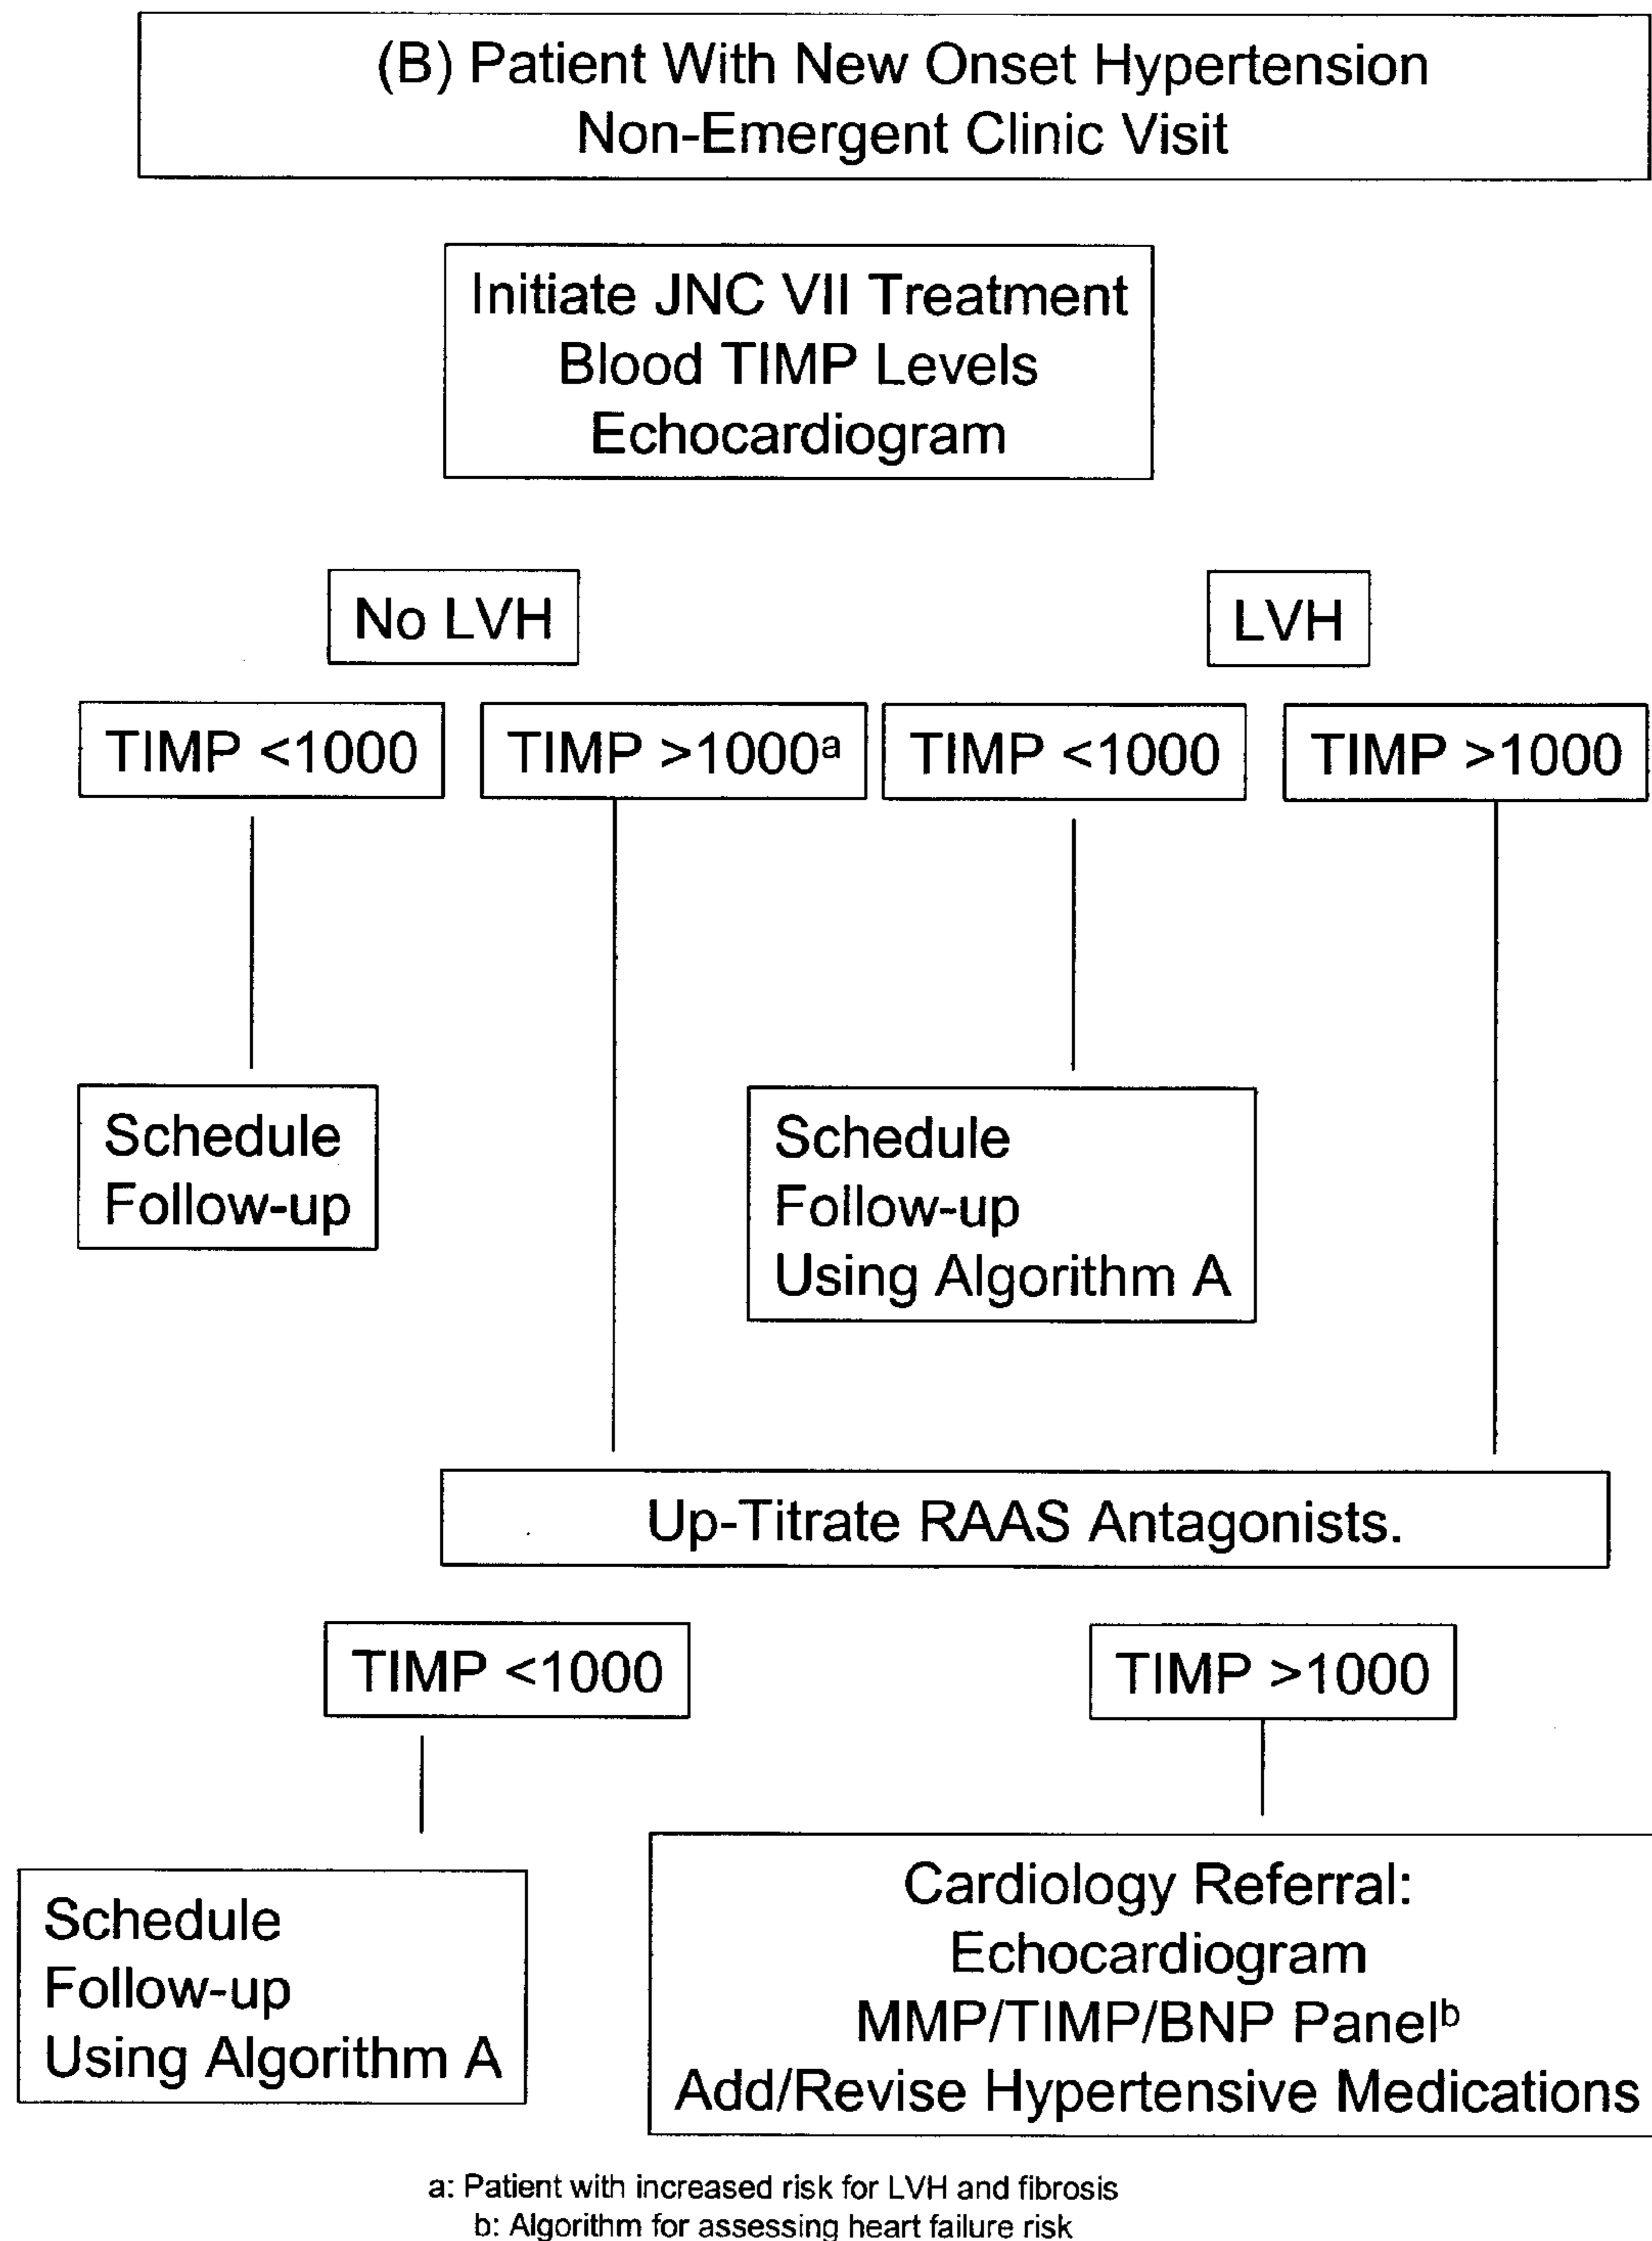 (B) Patient With New Onset Hypertension
Non-Emergent Clinic Visit
Initiate JNC VII Treatment
Blood TIMP Levels
Echocardiogram
No LVH
LVH
TIMP <1000
TIMP >1000ᵃ
TIMP <1000
TIMP >1000
Schedule
Follow-up
Schedule
Follow-up
Using Algorithm A
Up-Titrate RAAS Antagonists.
TIMP <1000
TIMP >1000
Schedule
Follow-up
Using Algorithm A
Cardiology Referral:
Echocardiogram
MMP/TIMP/BNP Panelᵇ
Add/Revise Hypertensive Medications
a: Patient with increased risk for LVH and fibrosis
b: Algorithm for assessing heart failure risk